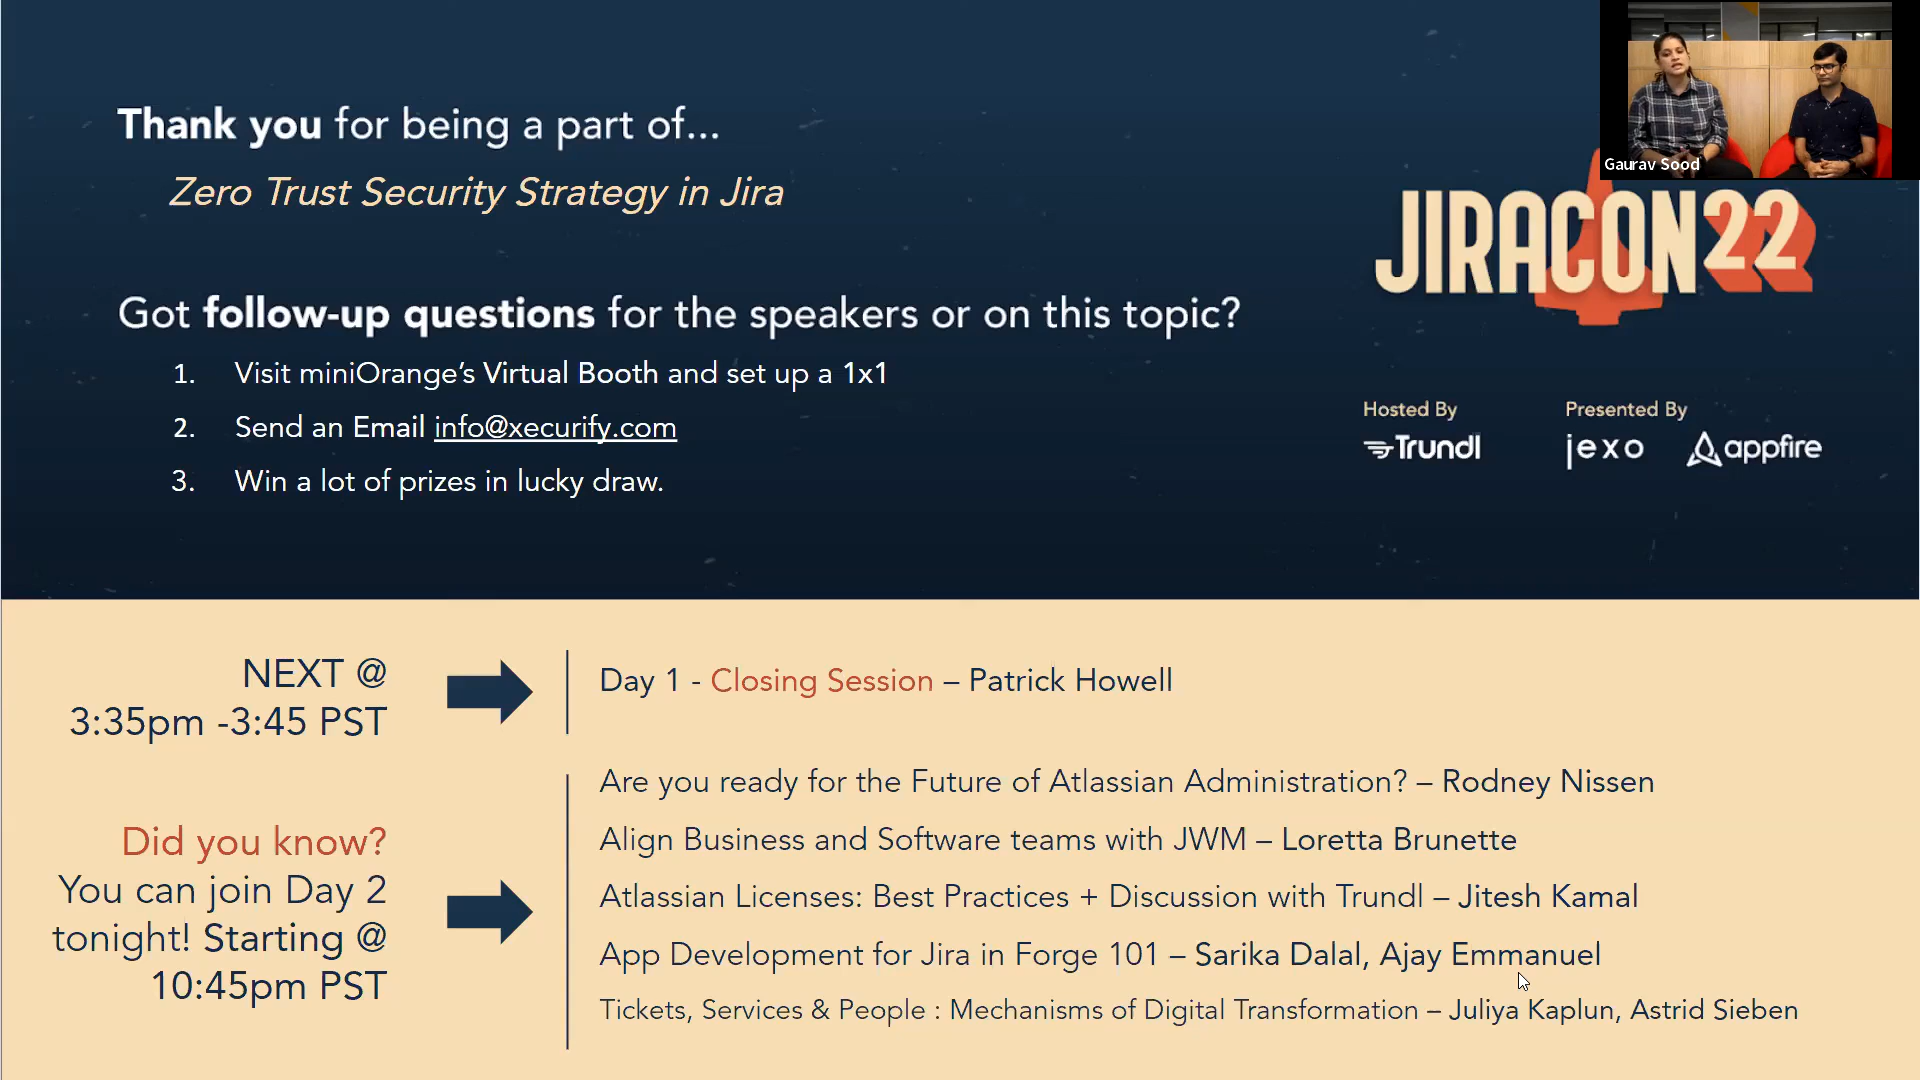 Thank you for being a part of...
Zero Trust Security Strategy in Jira
Got follow-up questions for the speakers or on this topic?
1. Visit miniOrange’s Virtual Booth and set up a 1x1
2. Send an Email info@xecurify.com
3. Win a lot of prizes in lucky draw.
Gaurav Sood
JIRACON22
Hosted By
Trundl
Presented By
jexo
appfire
NEXT @
3:35pm -3:45 PST
Day 1 - Closing Session – Patrick Howell
Did you know?
You can join Day 2
tonight! Starting @
10:45pm PST
Are you ready for the Future of Atlassian Administration? – Rodney Nissen
Align Business and Software teams with JWM – Loretta Brunette
Atlassian Licenses: Best Practices + Discussion with Trundl – Jitesh Kamal
App Development for Jira in Forge 101 – Sarika Dalal, Ajay Emmanuel
Tickets, Services & People : Mechanisms of Digital Transformation – Juliya Kaplun, Astrid Sieben